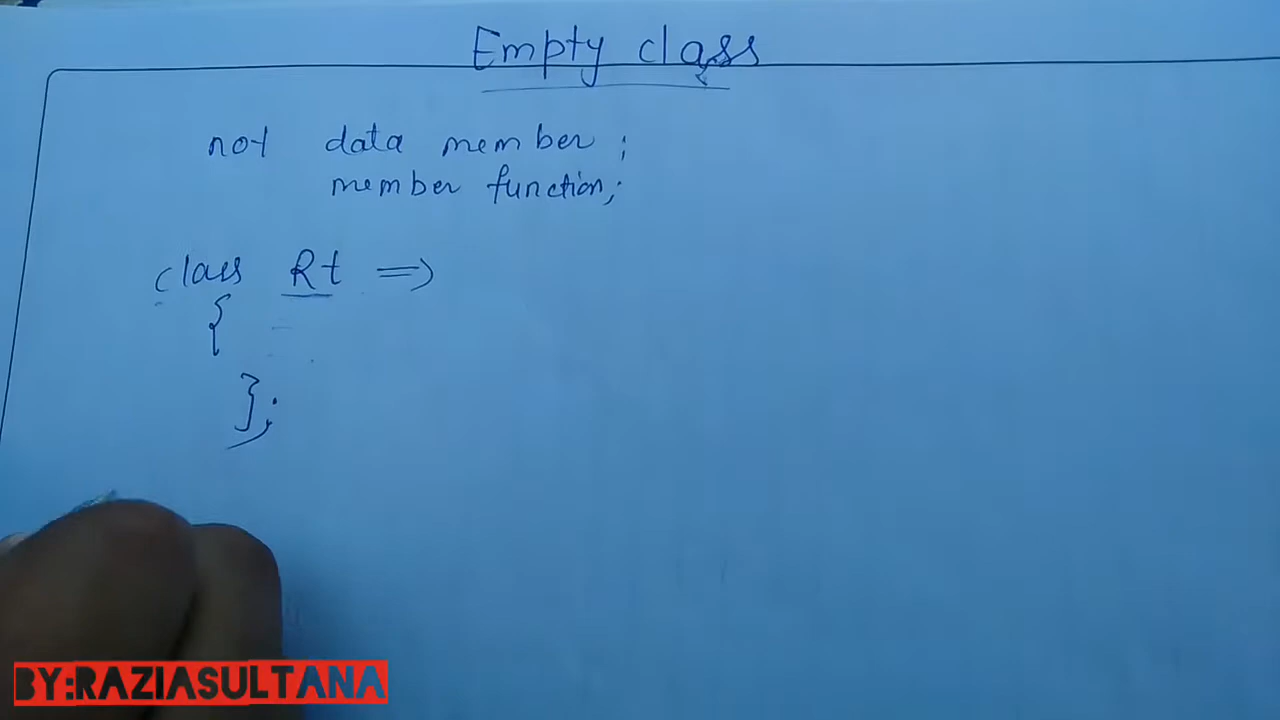 Empty class
not data member ;
member function;
class Rt =>
{
};
BY:RAZIASULTANA